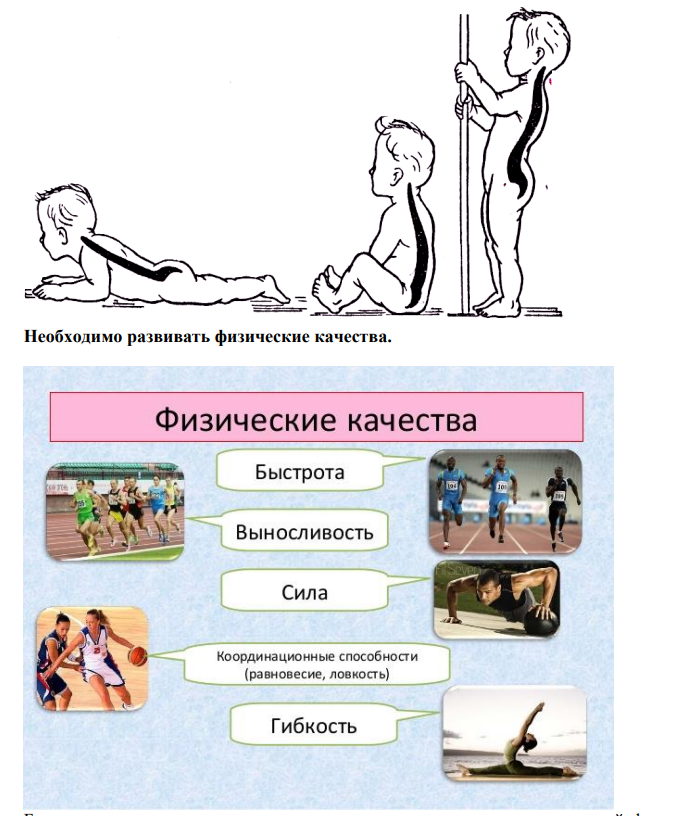 Необходимо развивать физические качества.
Физические качества
Быстрота
Выносливость
Сила
Координационные способности
(равновесие, ловкость)
Гибкость